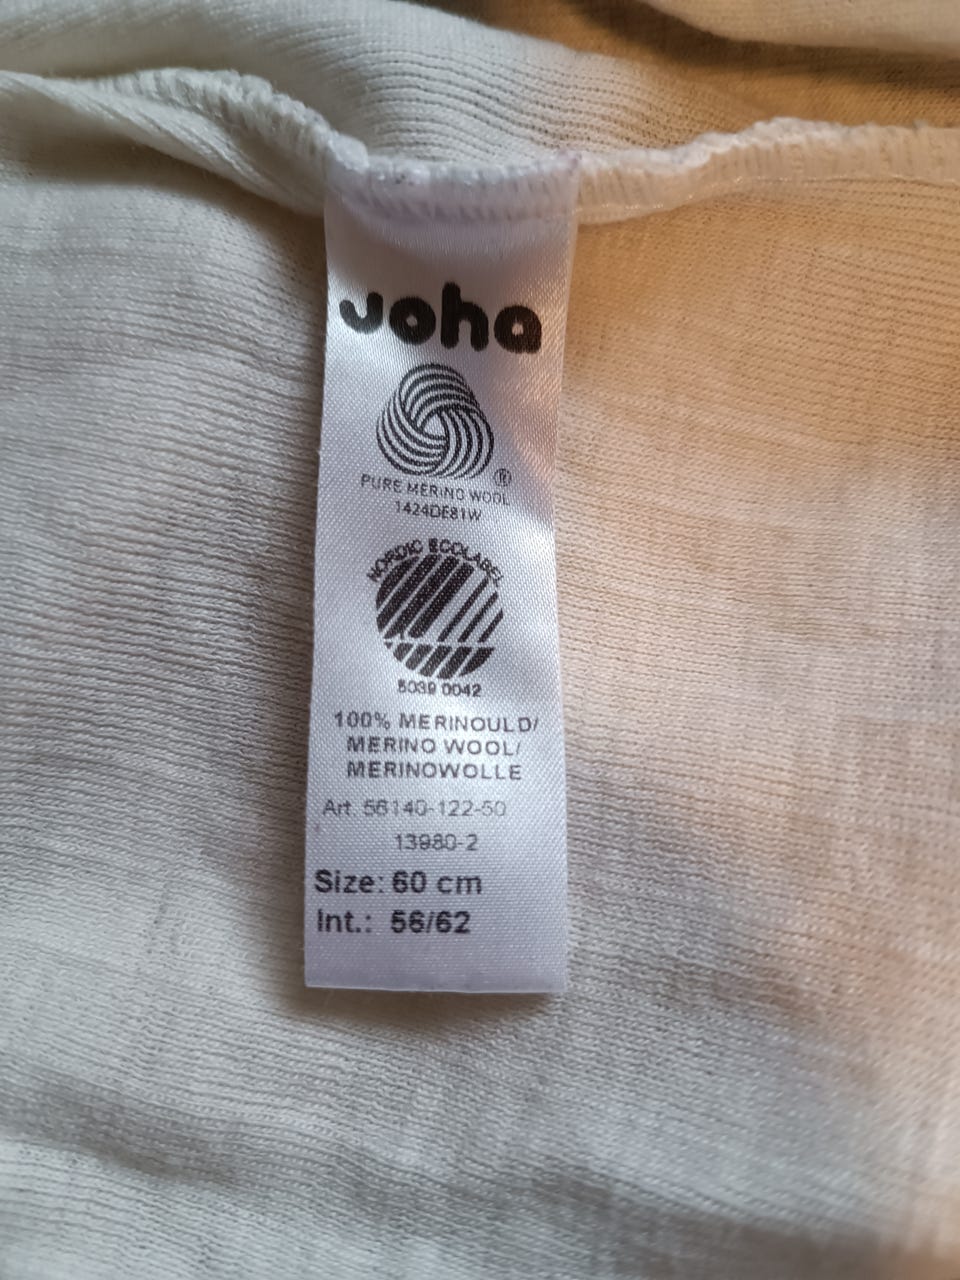 Joha
®
PURE MERINO WOOL
1424DE81W
NORDIC ECOLABEL
5039 0042
100% MERINOULD/
MERINO WOOL/
MERINOWOLLE
Art. 56140-122-50
13980-2
Size: 60 cm
Int.: 56/62